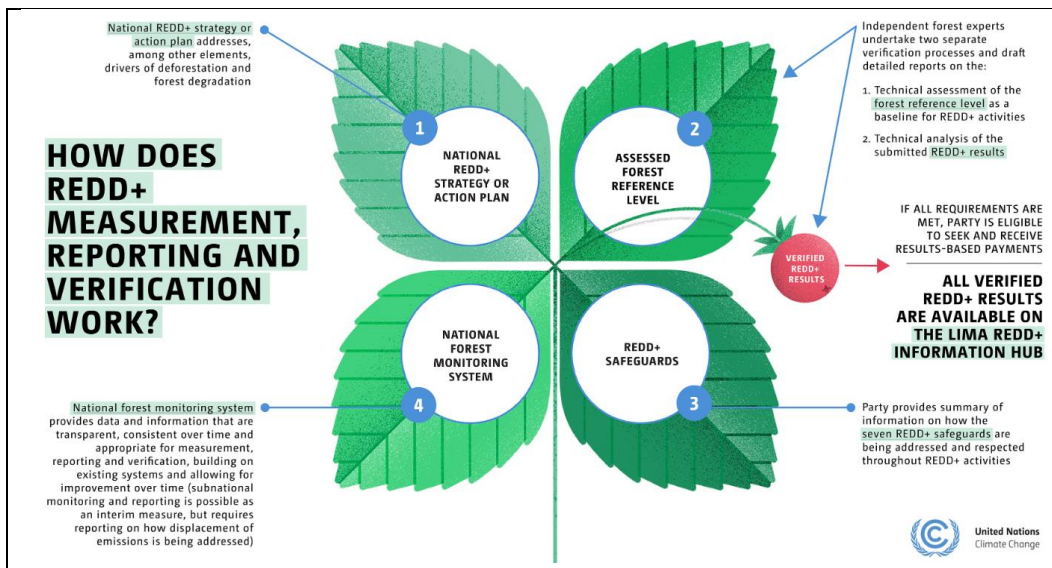 National REDD+ strategy or
action plan addresses,
among other elements,
drivers of deforestation and
forest degradation
HOW DOES
REDD+
MEASUREMENT,
REPORTING AND
VERIFICATION
WORK?
1
NATIONAL
REDD+
STRATEGY OR
ACTION PLAN
2
ASSESSED
FOREST
REFERENCE
LEVEL
Independent forest experts
undertake two separate
verification processes and draft
detailed reports on the:
1. Technical assessment of the
forest reference level as a
baseline for REDD+ activities
2. Technical analysis of the
submitted REDD+ results
VERIFIED
REDD+
RESULTS
IF ALL REQUIREMENTS ARE
MET, PARTY IS ELIGIBLE
TO SEEK AND RECEIVE
RESULTS-BASED PAYMENTS
ALL VERIFIED
REDD+ RESULTS
ARE AVAILABLE ON
THE LIMA REDD+
INFORMATION HUB
NATIONAL
FOREST
MONITORING
SYSTEM
4
REDD+
SAFEGUARDS
3
National forest monitoring system
provides data and information that are
transparent, consistent over time and
appropriate for measurement,
reporting and verification, building on
existing systems and allowing for
improvement over time (subnational
monitoring and reporting is possible as
an interim measure, but requires
reporting on how displacement of
emissions is being addressed)
Party provides summary of
information on how the
seven REDD+ safeguards are
being addressed and respected
throughout REDD+ activities
United Nations
Climate Change